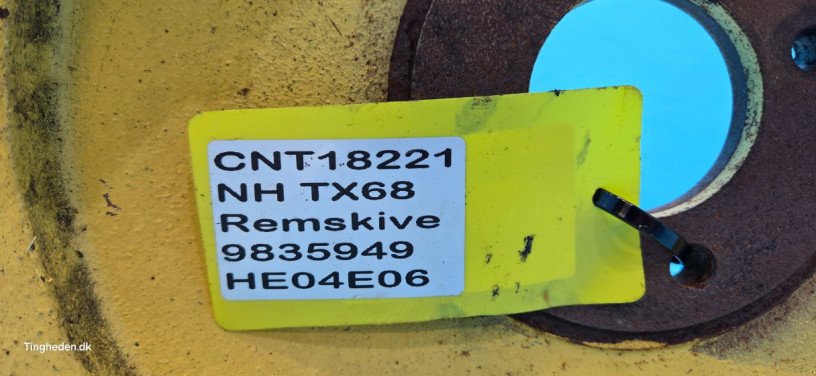 CNT18221
NH TX68
Remskive
9835949
HE04E06
Tingheden.dk